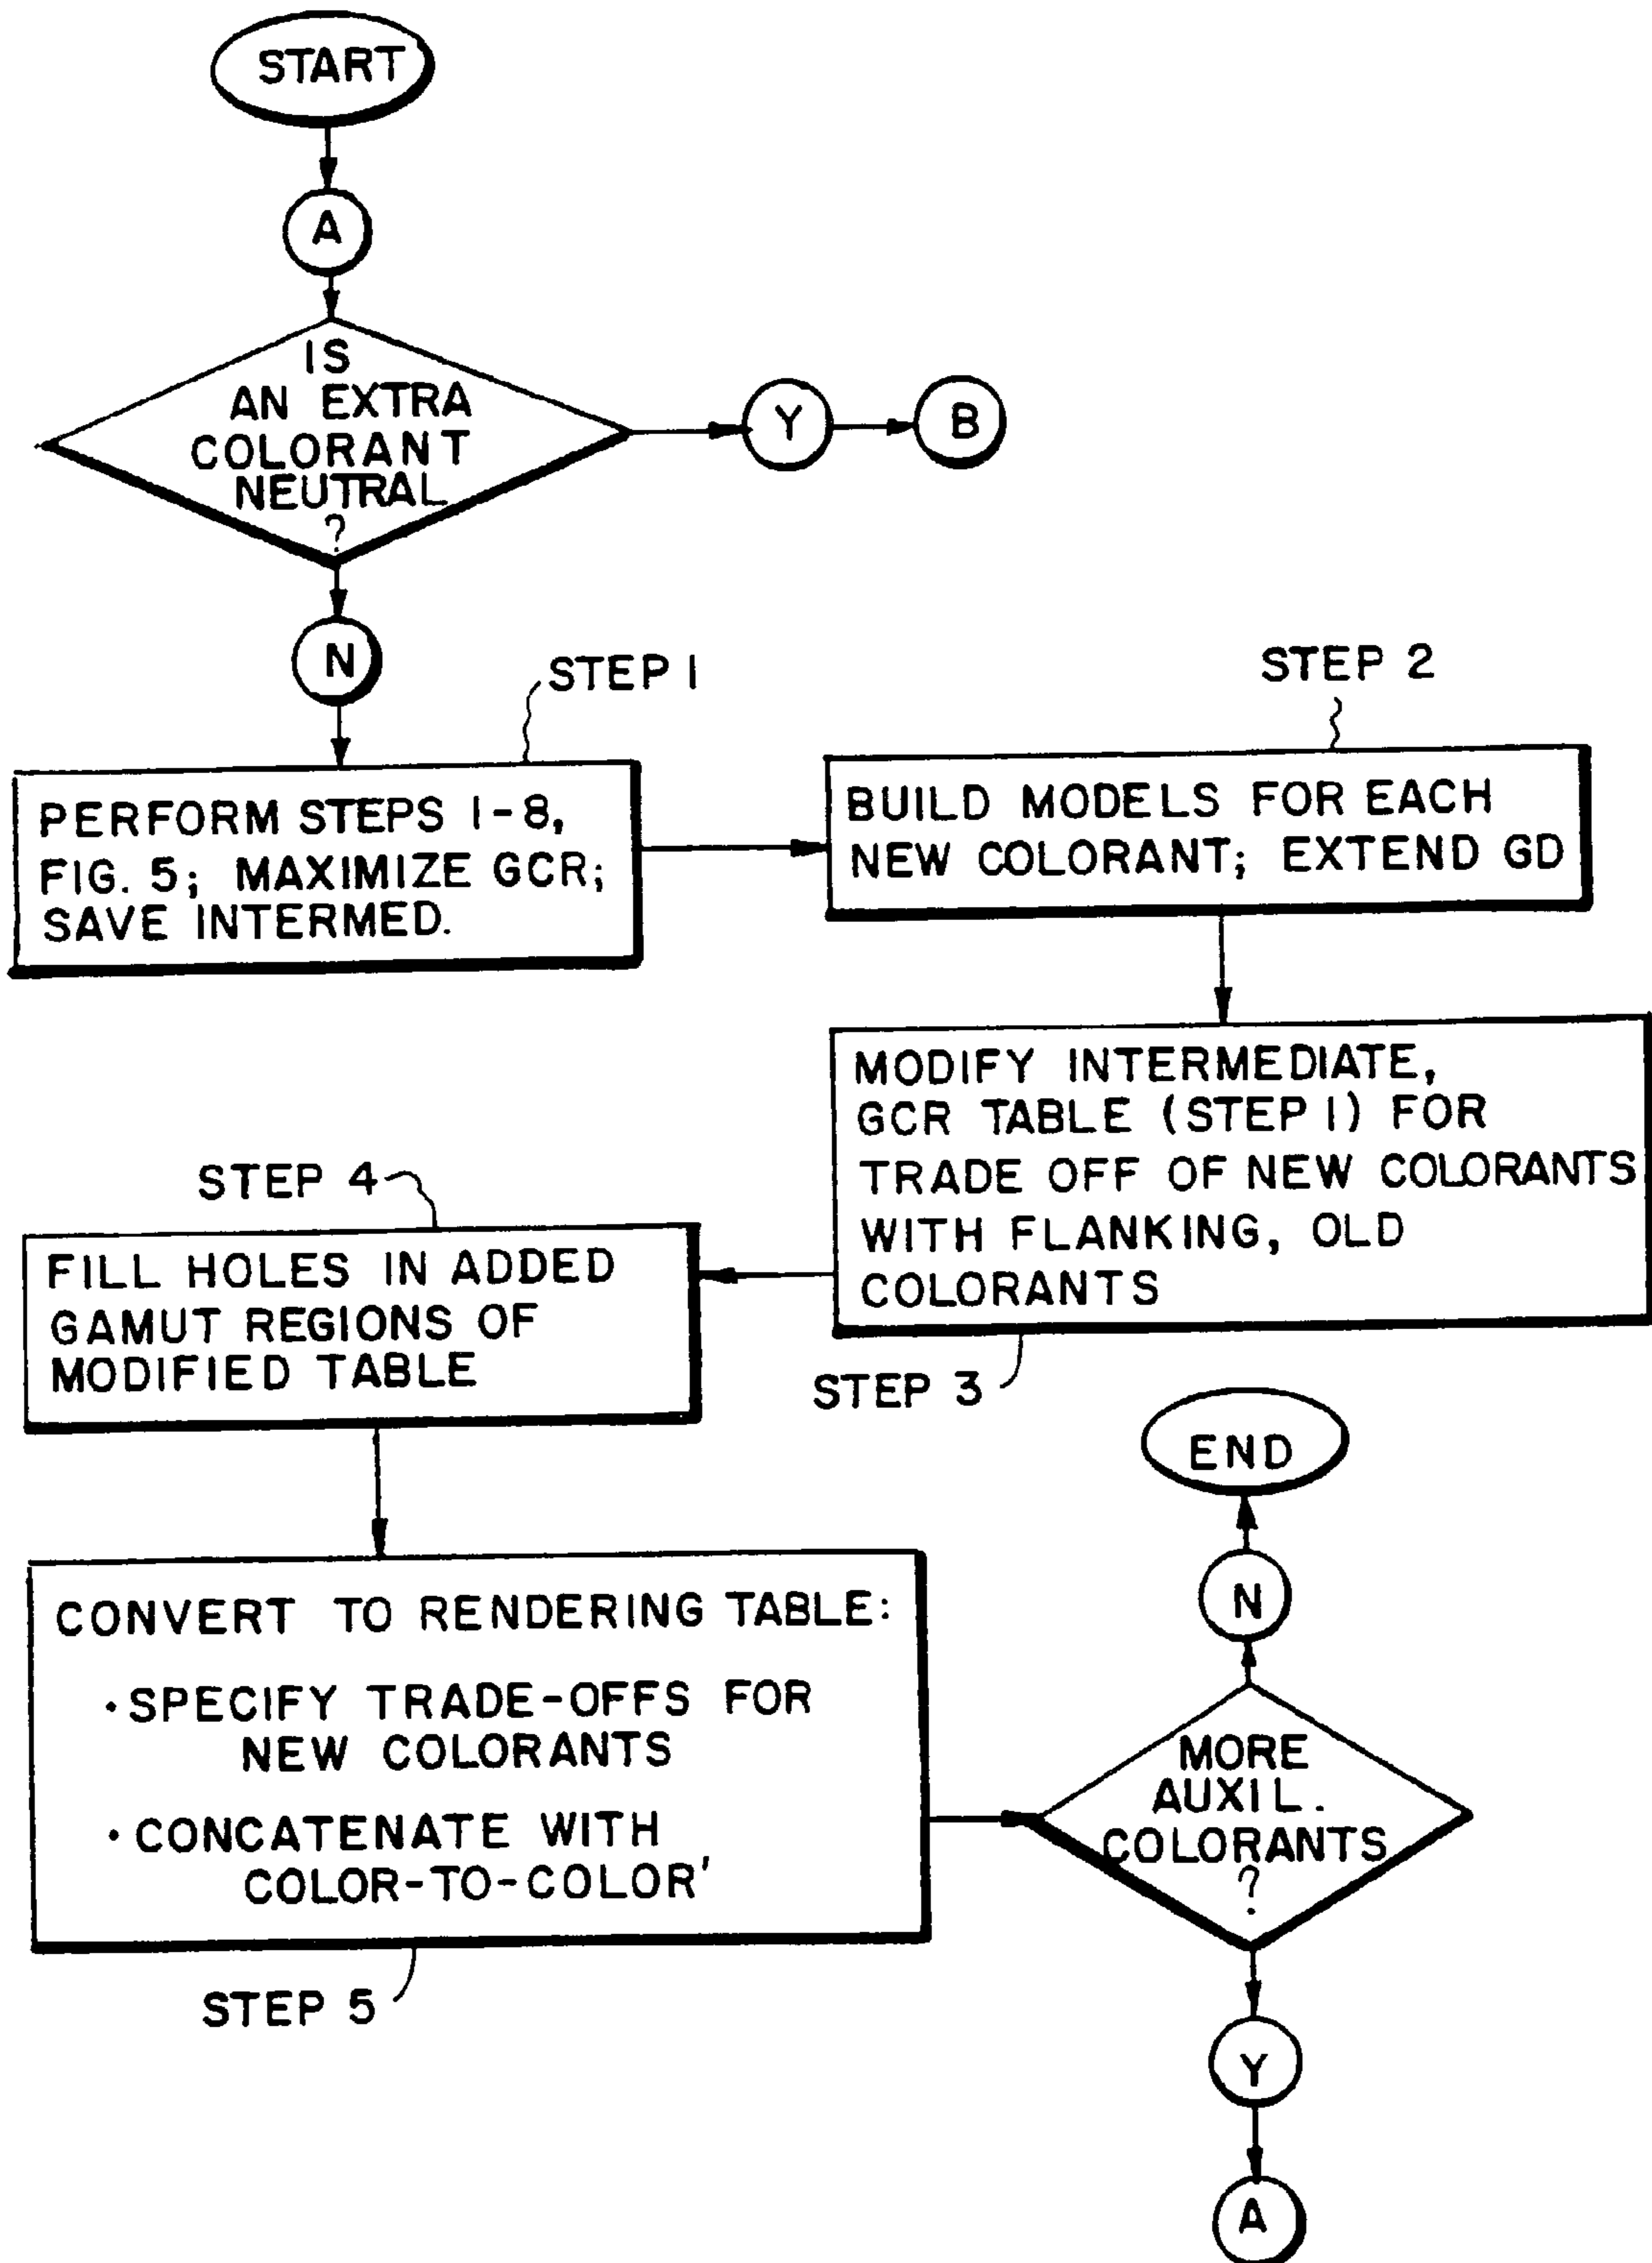 START
A
IS
AN EXTRA
COLORANT
NEUTRAL
?
Y
B
N
STEP 1
PERFORM STEPS 1-8,
FIG. 5; MAXIMIZE GCR;
SAVE INTERMED.
STEP 2
BUILD MODELS FOR EACH
NEW COLORANT; EXTEND GD
MODIFY INTERMEDIATE,
GCR TABLE (STEP 1) FOR
TRADE OFF OF NEW COLORANTS
WITH FLANKING, OLD
COLORANTS
STEP 3
STEP 4
FILL HOLES IN ADDED
GAMUT REGIONS OF
MODIFIED TABLE
CONVERT TO RENDERING TABLE:
· SPECIFY TRADE-OFFS FOR
NEW COLORANTS
· CONCATENATE WITH
COLOR-TO-COLOR'
STEP 5
END
N
MORE
AUXIL.
COLORANTS
?
Y
A